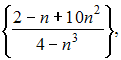 {(2 − n + 10n²)/(4 − n³)},